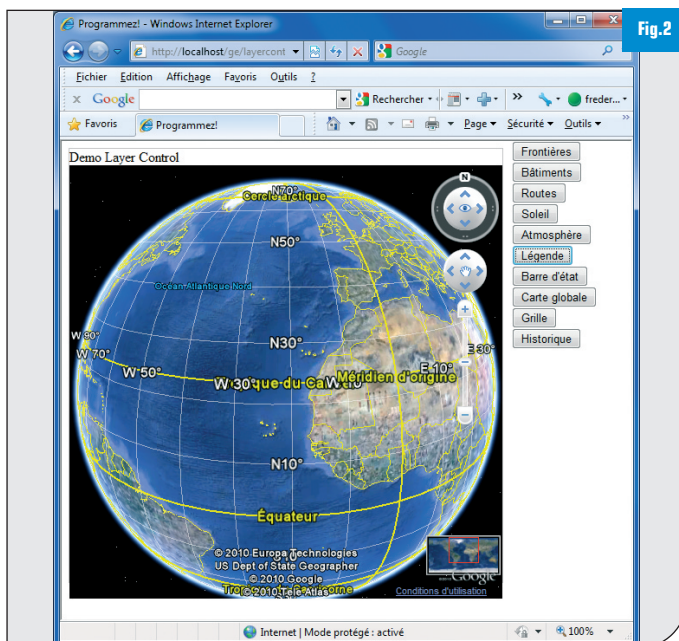 Programmez! - Windows Internet Explorer
Fig.2
http://localhost/ge/layercont
Google
Fichier Edition Affichage Favoris Outils ?
x Google Rechercher freder...
Favoris Programmez! Page Sécurité Outils
Demo Layer Control
Frontières
Bâtiments
Routes
Soleil
Atmosphère
Légende
Barre d'état
Carte globale
Grille
Historique
N
N70°
Cercle arctique
N50°
Océan Atlantique Nord
N30°
W 90°
W 70°
W 50°
W 30°
E 10°
E 30°
Méridien d'origine
N10°
Équateur
© 2010 Europa Technologies
US Dept of State Geographer
© 2010 Google
© 2010 Tele Atlas
Google
Conditions d'utilisation
Internet | Mode protégé : activé
100%